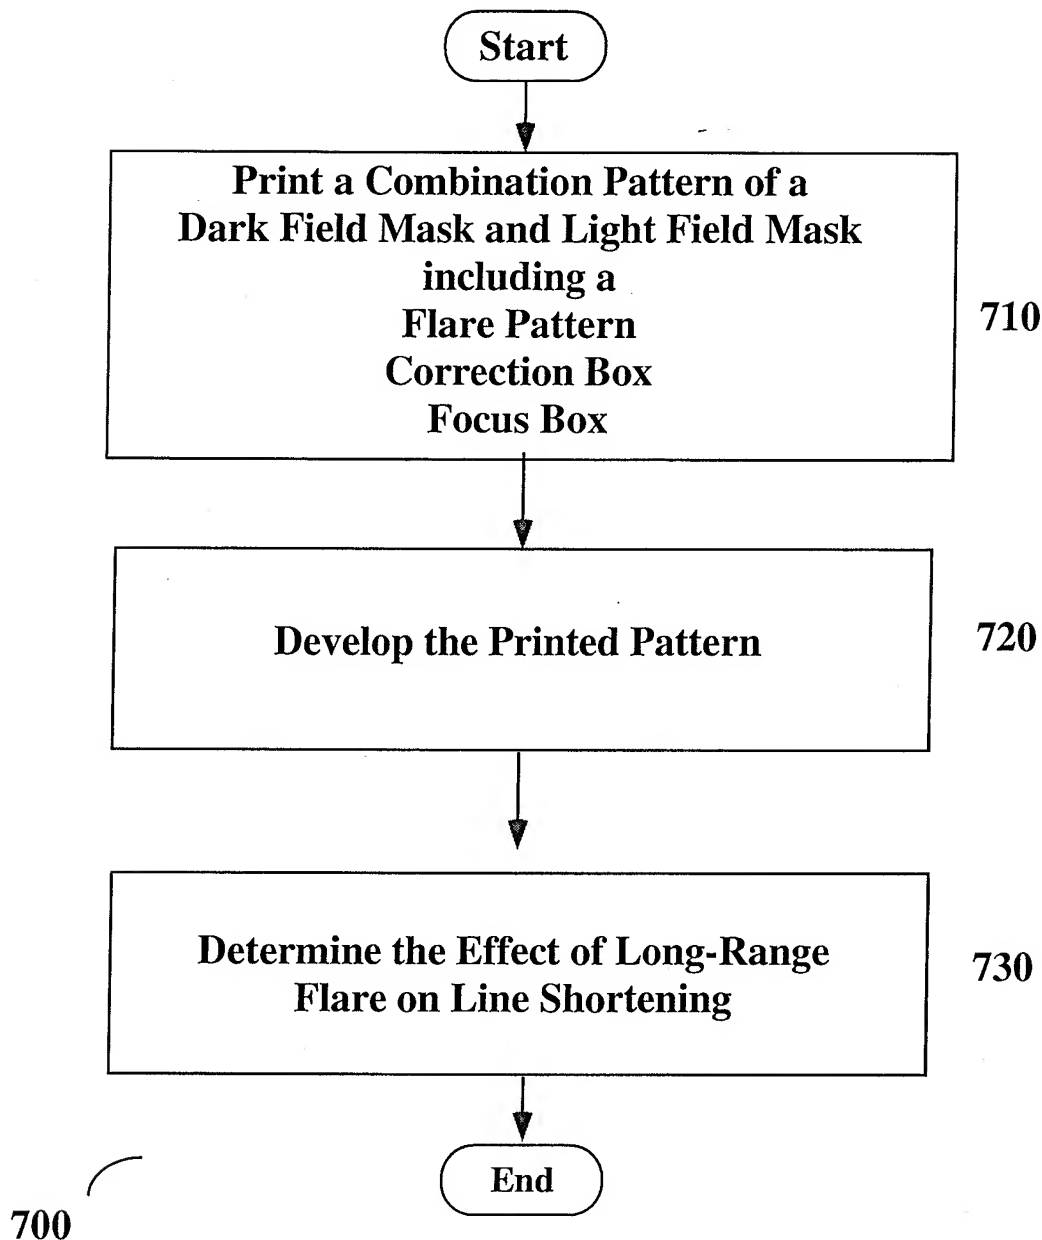 Start
Print a Combination Pattern of a
Dark Field Mask and Light Field Mask
including a
Flare Pattern
Correction Box
Focus Box
710
Develop the Printed Pattern
720
Determine the Effect of Long-Range
Flare on Line Shortening
730
End
700